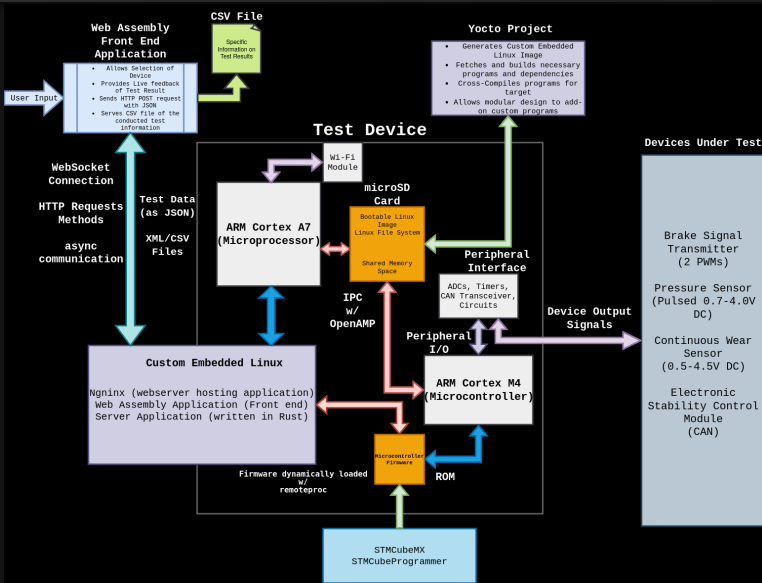 CSV File
Web Assembly
Front End
Application
Specific
Information on
Test Results
Yocto Project
• Generates Custom Embedded
Linux Image
• Fetches and builds necessary
programs and dependencies
• Cross-Compiles programs for
target
• Allows modular design to add-
on custom programs
User Input
• Allows Selection of
Device
• Provides Live feedback
of Test Result
• Sends HTTP POST request
with JSON
• Serves CSV file of the
conducted test
information
Test Device
Devices Under Test
WebSocket
Connection
HTTP Requests
Methods
async
communication
Test Data
(as JSON)
XML/CSV
Files
Wi-Fi
Module
ARM Cortex A7
(Microprocessor)
microSD
Card
Bootable Linux
Image
Linux File System
Shared Memory
Space
Peripheral
Interface
ADCs, Timers,
CAN Transceiver,
Circuits
IPC
w/
OpenAMP
Peripheral
I/O
Device Output
Signals
Brake Signal
Transmitter
(2 PWMs)
Pressure Sensor
(Pulsed 0.7-4.0V
DC)
Continuous Wear
Sensor
(0.5-4.5V DC)
Electronic
Stability Control
Module
(CAN)
Custom Embedded Linux
Ngninx (webserver hosting application)
Web Assembly Application (Front end)
Server Application (written in Rust)
ARM Cortex M4
(Microcontroller)
Microcontroller
Firmware
ROM
Firmware dynamically loaded
w/
remoteproc
STMCubeMX
STMCubeProgrammer